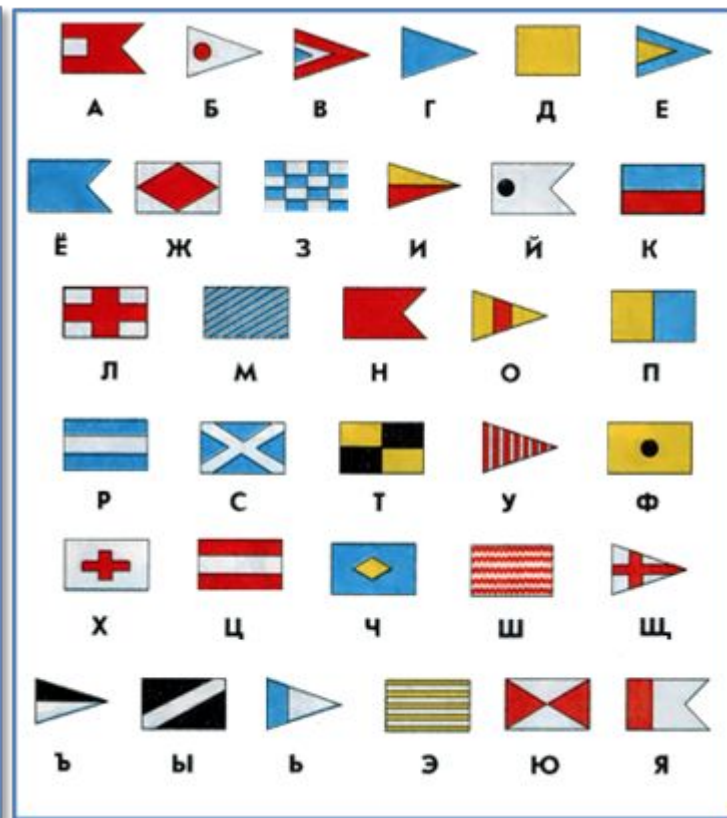 А Б В Г Д Е
Ё Ж З И Й К
Л М Н О П
Р С Т У Ф
Х Ц Ч Ш Щ
Ъ Ы Ь Э Ю Я